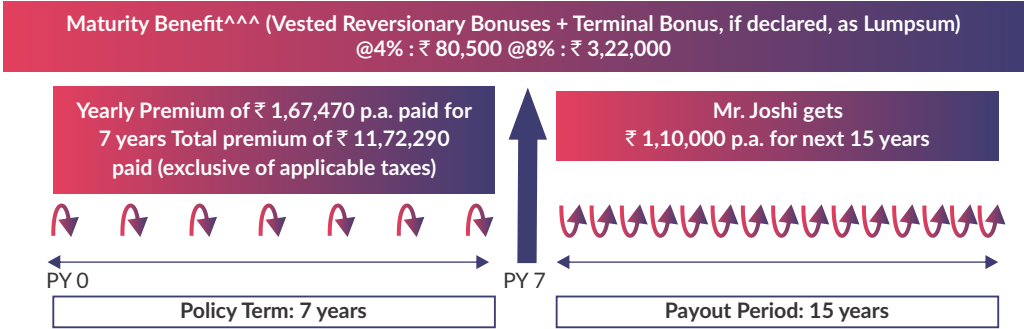 Maturity Benefit^^^ (Vested Reversionary Bonuses + Terminal Bonus, if declared, as Lumpsum)
@4% : ₹ 80,500 @8% : ₹ 3,22,000
Yearly Premium of ₹ 1,67,470 p.a. paid for
7 years Total premium of ₹ 11,72,290
paid (exclusive of applicable taxes)
Mr. Joshi gets
₹ 1,10,000 p.a. for next 15 years
PY 0
PY 7
Policy Term: 7 years
Payout Period: 15 years